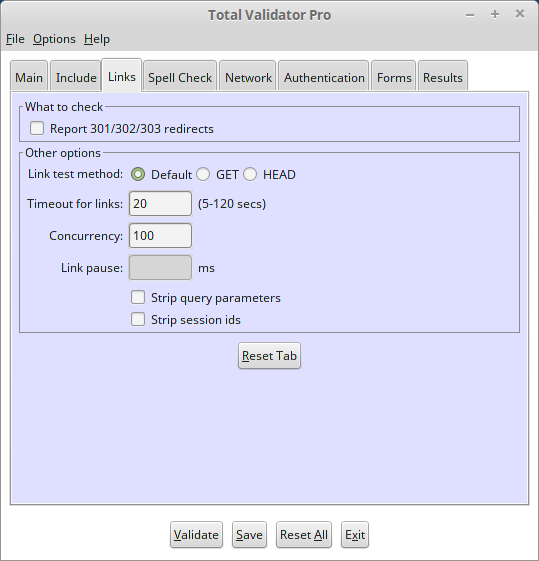 Total Validator Pro
File Options Help
Main Include Links Spell Check Network Authentication Forms Results
What to check
Report 301/302/303 redirects
Other options
Link test method: Default GET HEAD
Timeout for links: 20 (5-120 secs)
Concurrency: 100
Link pause: ms
Strip query parameters
Strip session ids
Reset Tab
Validate Save Reset All Exit